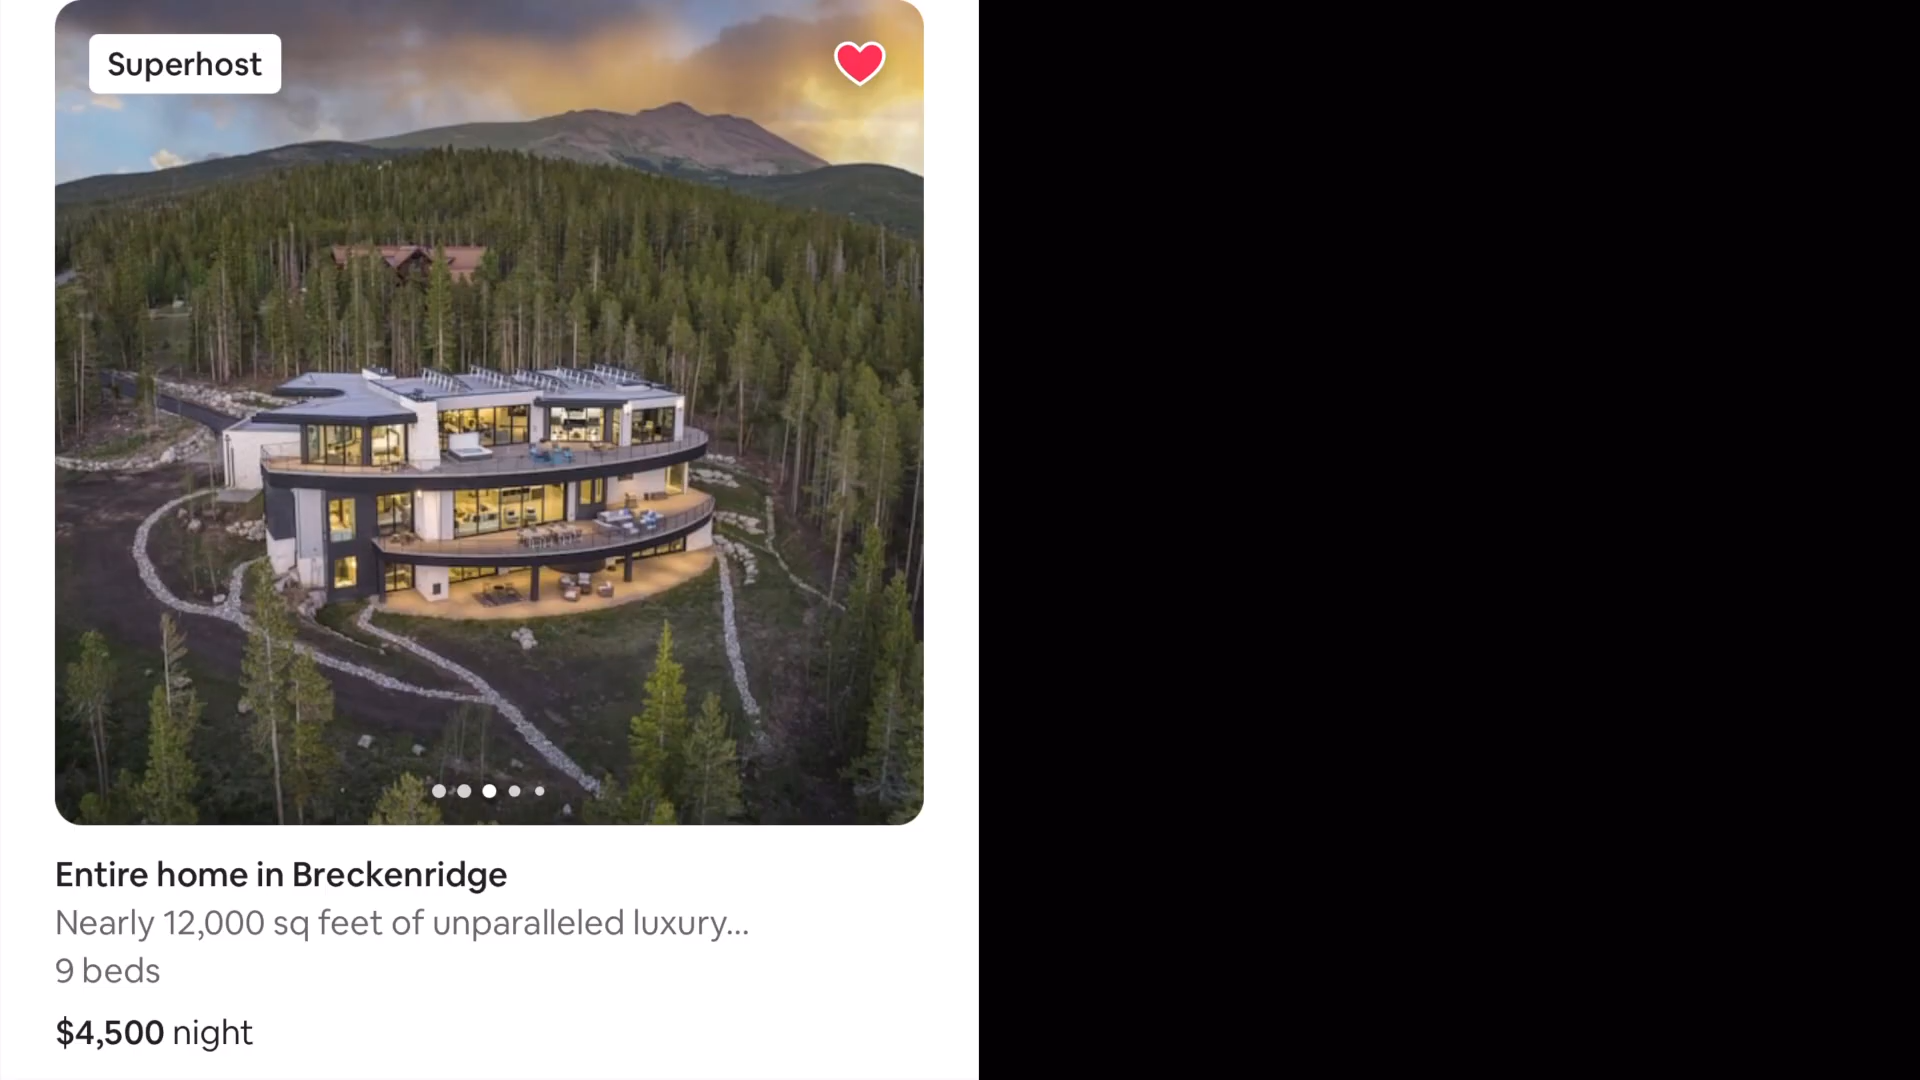 Superhost
Entire home in Breckenridge
Nearly 12,000 sq feet of unparalleled luxury...
9 beds
$4,500 night